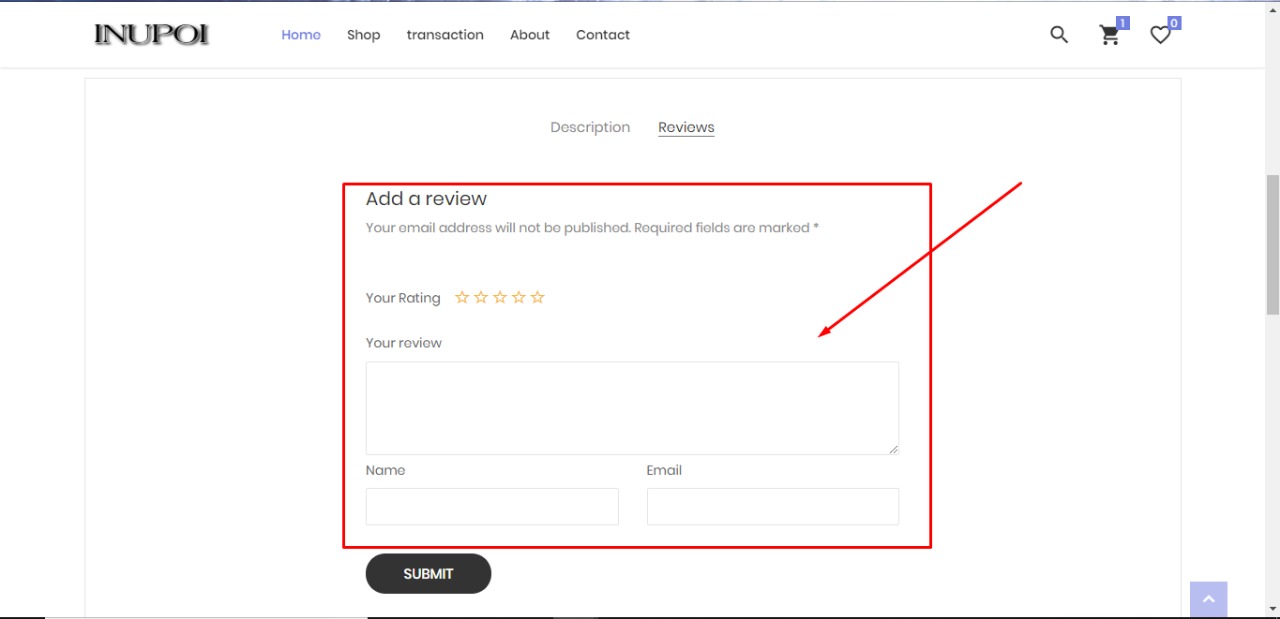 INUPOI
Home Shop transaction About Contact 1 0
Description Reviews
Add a review
Your email address will not be published. Required fields are marked *
Your Rating
Your review
Name Email
SUBMIT